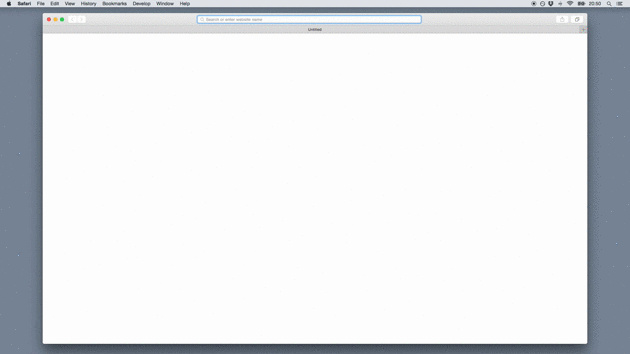 Safari File Edit View History Bookmarks Develop Window Help 20:50
Search or enter website name
Untitled